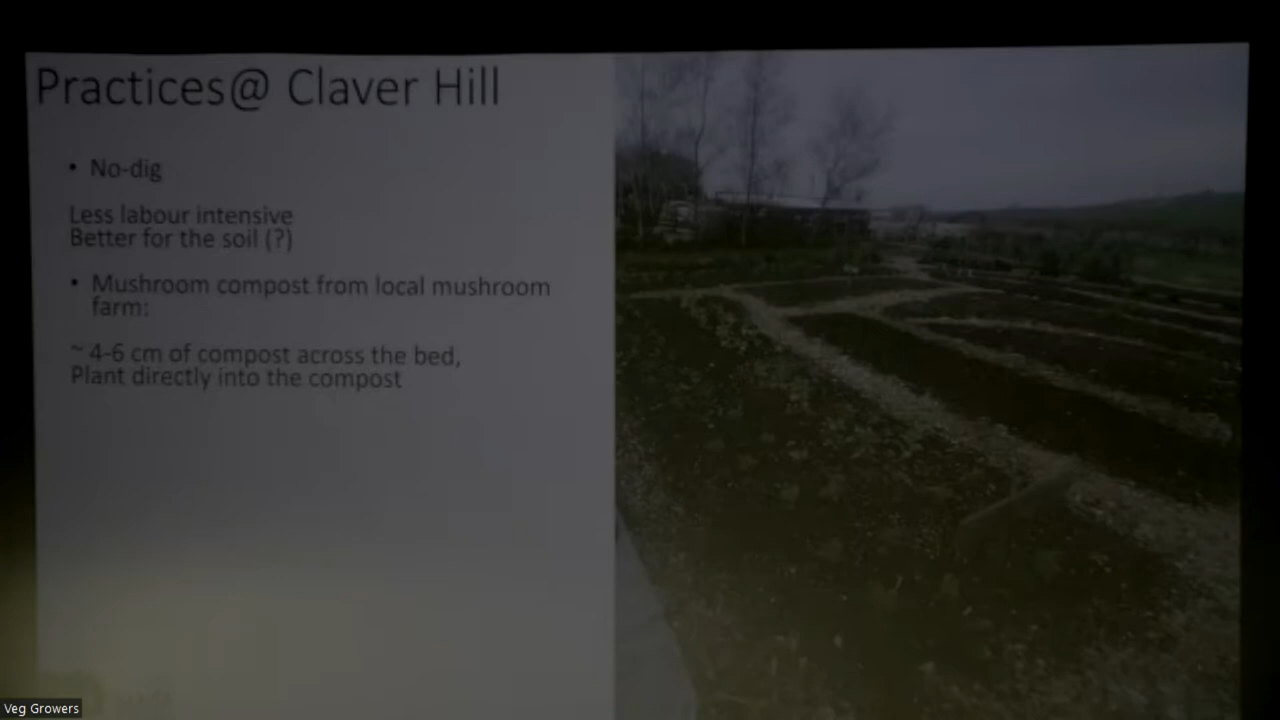 Practices@ Claver Hill
• No-dig
Less labour intensive
Better for the soil (?)
• Mushroom compost from local mushroom
farm:
~ 4-6 cm of compost across the bed,
Plant directly into the compost
Veg Growers